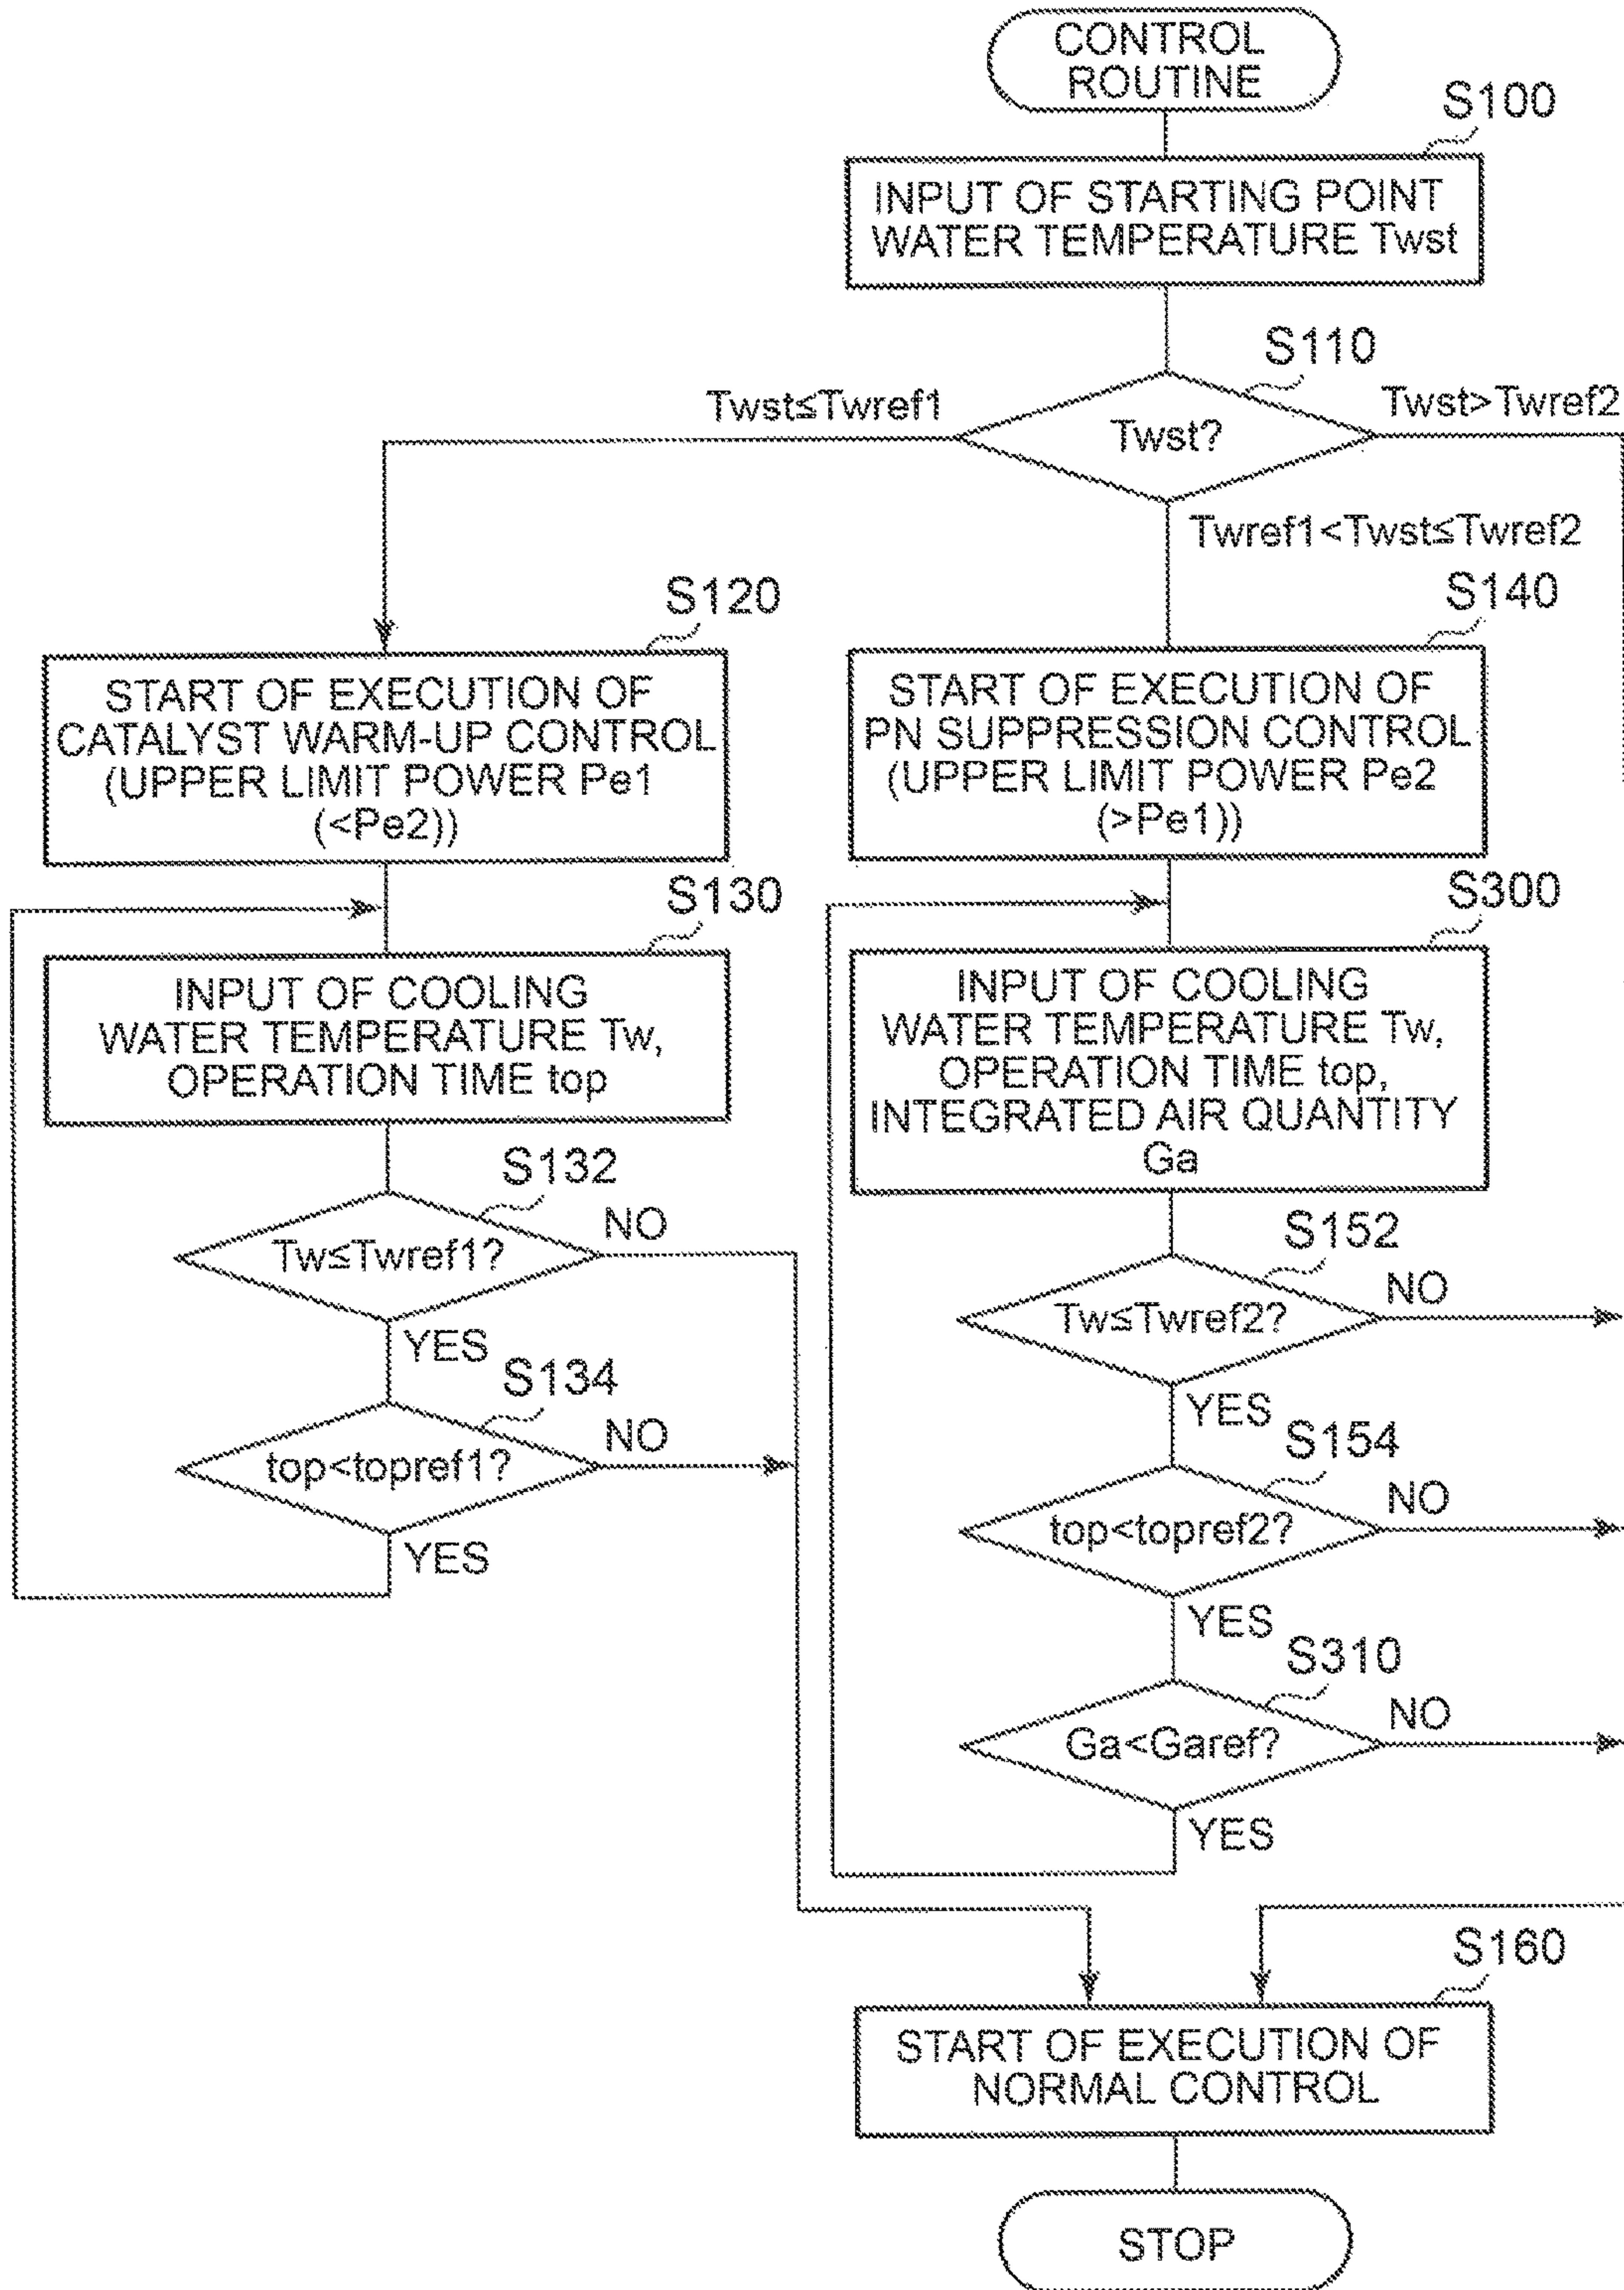 CONTROL
ROUTINE
S100
INPUT OF STARTING POINT
WATER TEMPERATURE Twst
S110
Twst≤Twref1
Twst?
Twst>Twref2
Twref1<Twst≤Twref2
S120
START OF EXECUTION OF
CATALYST WARM-UP CONTROL
(UPPER LIMIT POWER Pe1
(<Pe2))
S140
START OF EXECUTION OF
PN SUPPRESSION CONTROL
(UPPER LIMIT POWER Pe2
(>Pe1))
S130
INPUT OF COOLING
WATER TEMPERATURE Tw,
OPERATION TIME top
S132
Tw≤Twref1?
NO
YES
S134
top<topref1?
NO
YES
S300
INPUT OF COOLING
WATER TEMPERATURE Tw,
OPERATION TIME top,
INTEGRATED AIR QUANTITY
Ga
S152
Tw≤Twref2?
NO
YES
S154
top<topref2?
NO
YES
S310
Ga<Garef?
NO
YES
S160
START OF EXECUTION OF
NORMAL CONTROL
STOP